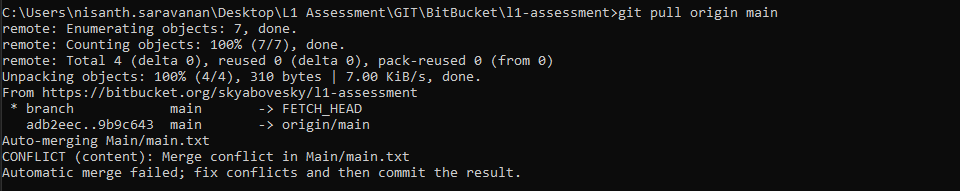 C:\Users\nisanth.saravanan\Desktop\L1 Assessment\GIT\BitBucket\l1-assessment>git pull origin main
remote: Enumerating objects: 7, done.
remote: Counting objects: 100% (7/7), done.
remote: Total 4 (delta 0), reused 0 (delta 0), pack-reused 0 (from 0)
Unpacking objects: 100% (4/4), 310 bytes | 7.00 KiB/s, done.
From https://bitbucket.org/skyabovesky/l1-assessment
 * branch            main       -> FETCH_HEAD
   adb2eec..9b9c643  main       -> origin/main
Auto-merging Main/main.txt
CONFLICT (content): Merge conflict in Main/main.txt
Automatic merge failed; fix conflicts and then commit the result.